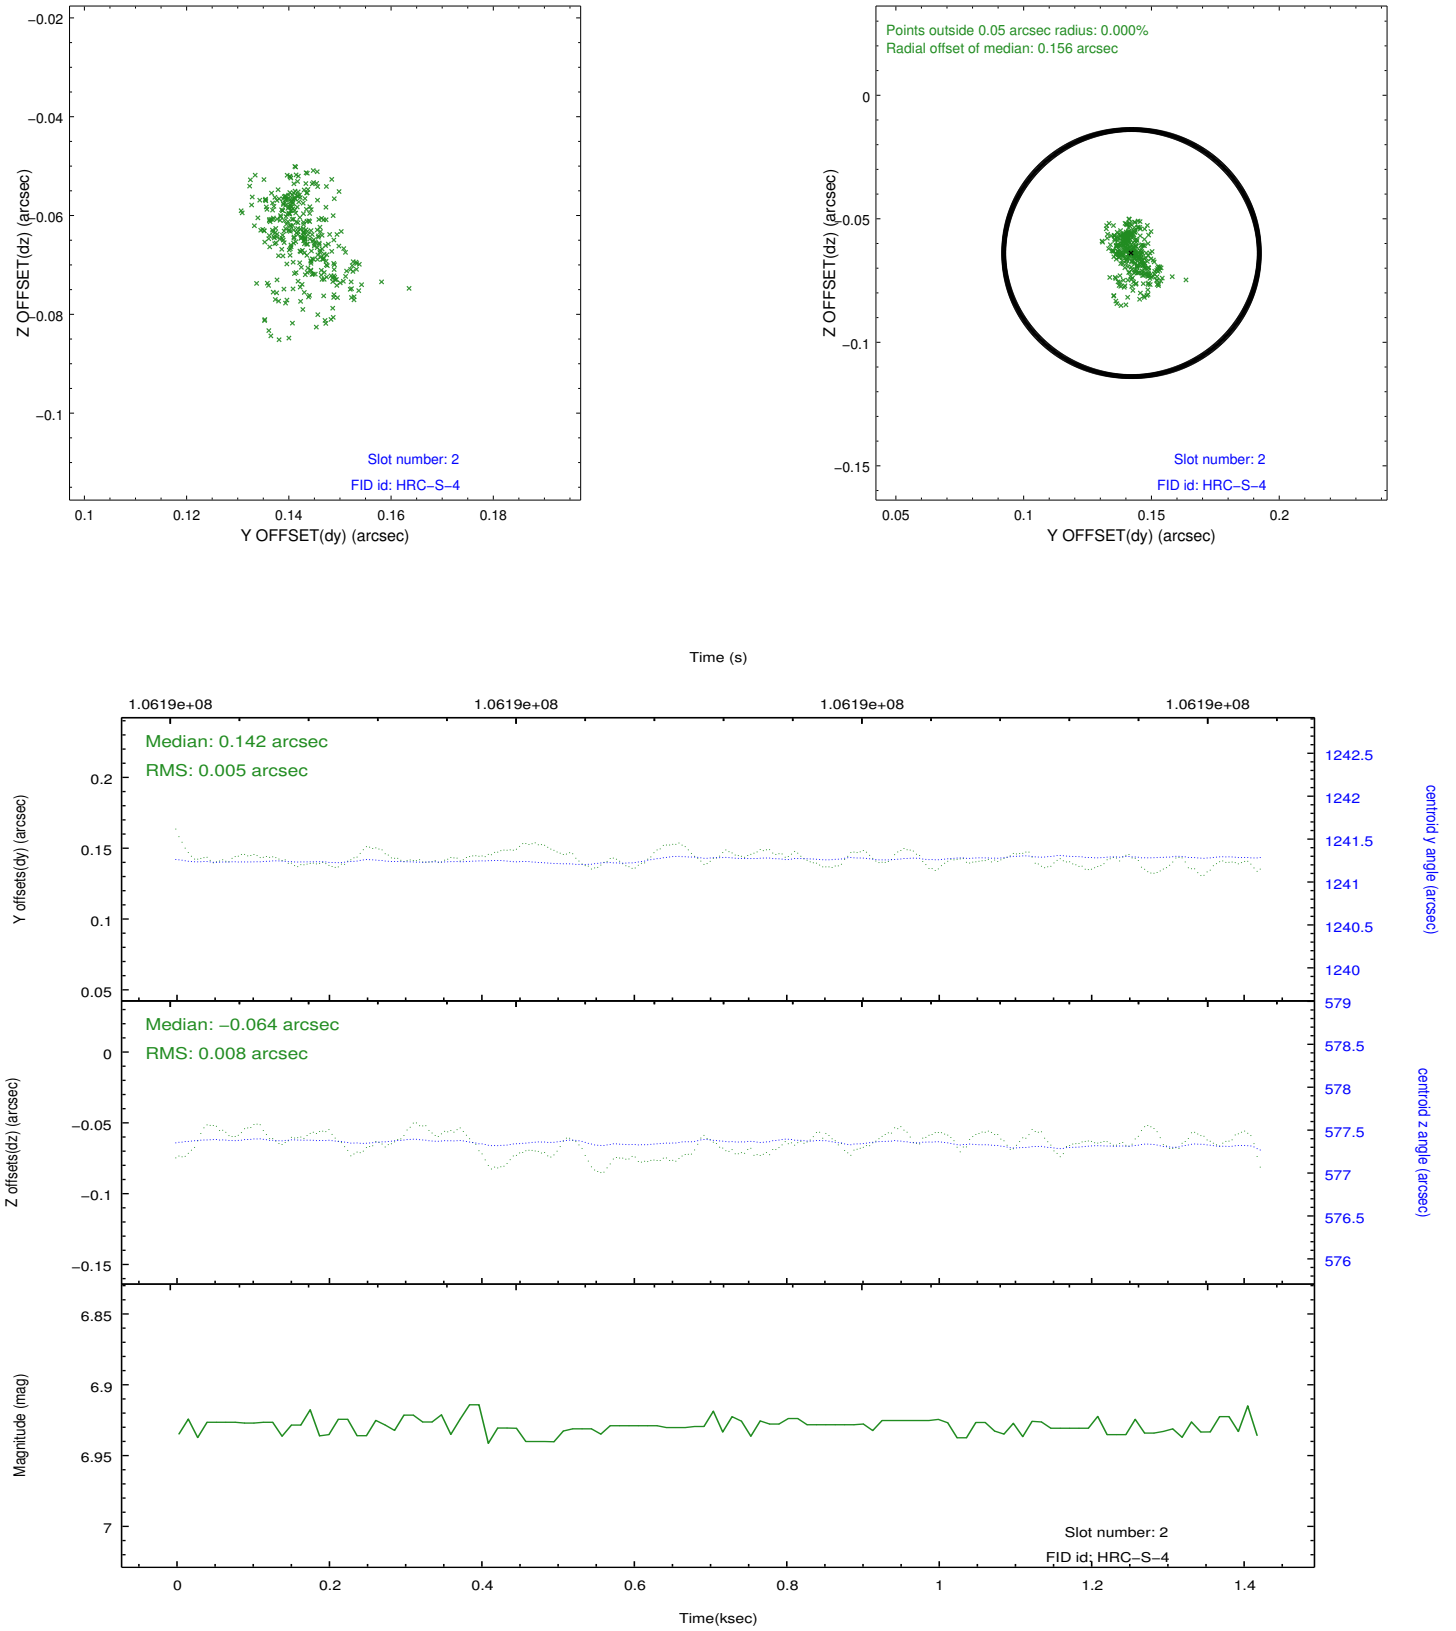 −0.02
−0.04
−0.06
−0.08
−0.1
Z OFFSET(dz) (arcsec)
Slot number: 2
FID id: HRC−S−4
0.1 0.12 0.14 0.16 0.18
Y OFFSET(dy) (arcsec)
Points outside 0.05 arcsec radius: 0.000%
Radial offset of median: 0.156 arcsec
0
−0.05
−0.1
−0.15
Z OFFSET(dz) (arcsec)
Slot number: 2
FID id: HRC−S−4
0.05 0.1 0.15 0.2
Y OFFSET(dy) (arcsec)
Time (s)
1.0619e+08 1.0619e+08 1.0619e+08 1.0619e+08
Median: 0.142 arcsec
RMS: 0.005 arcsec
0.2
0.15
0.1
0.05
Y offsets(dy) (arcsec)
1242.5
1242
1241.5
1241
1240.5
1240
centroid y angle (arcsec)
Median: −0.064 arcsec
RMS: 0.008 arcsec
0
−0.05
−0.1
−0.15
Z offsets(dz) (arcsec)
579
578.5
578
577.5
577
576.5
576
centroid z angle (arcsec)
6.85
6.9
6.95
7
Magnitude (mag)
Slot number: 2
FID id: HRC−S−4
0 0.2 0.4 0.6 0.8 1 1.2 1.4
Time(ksec)